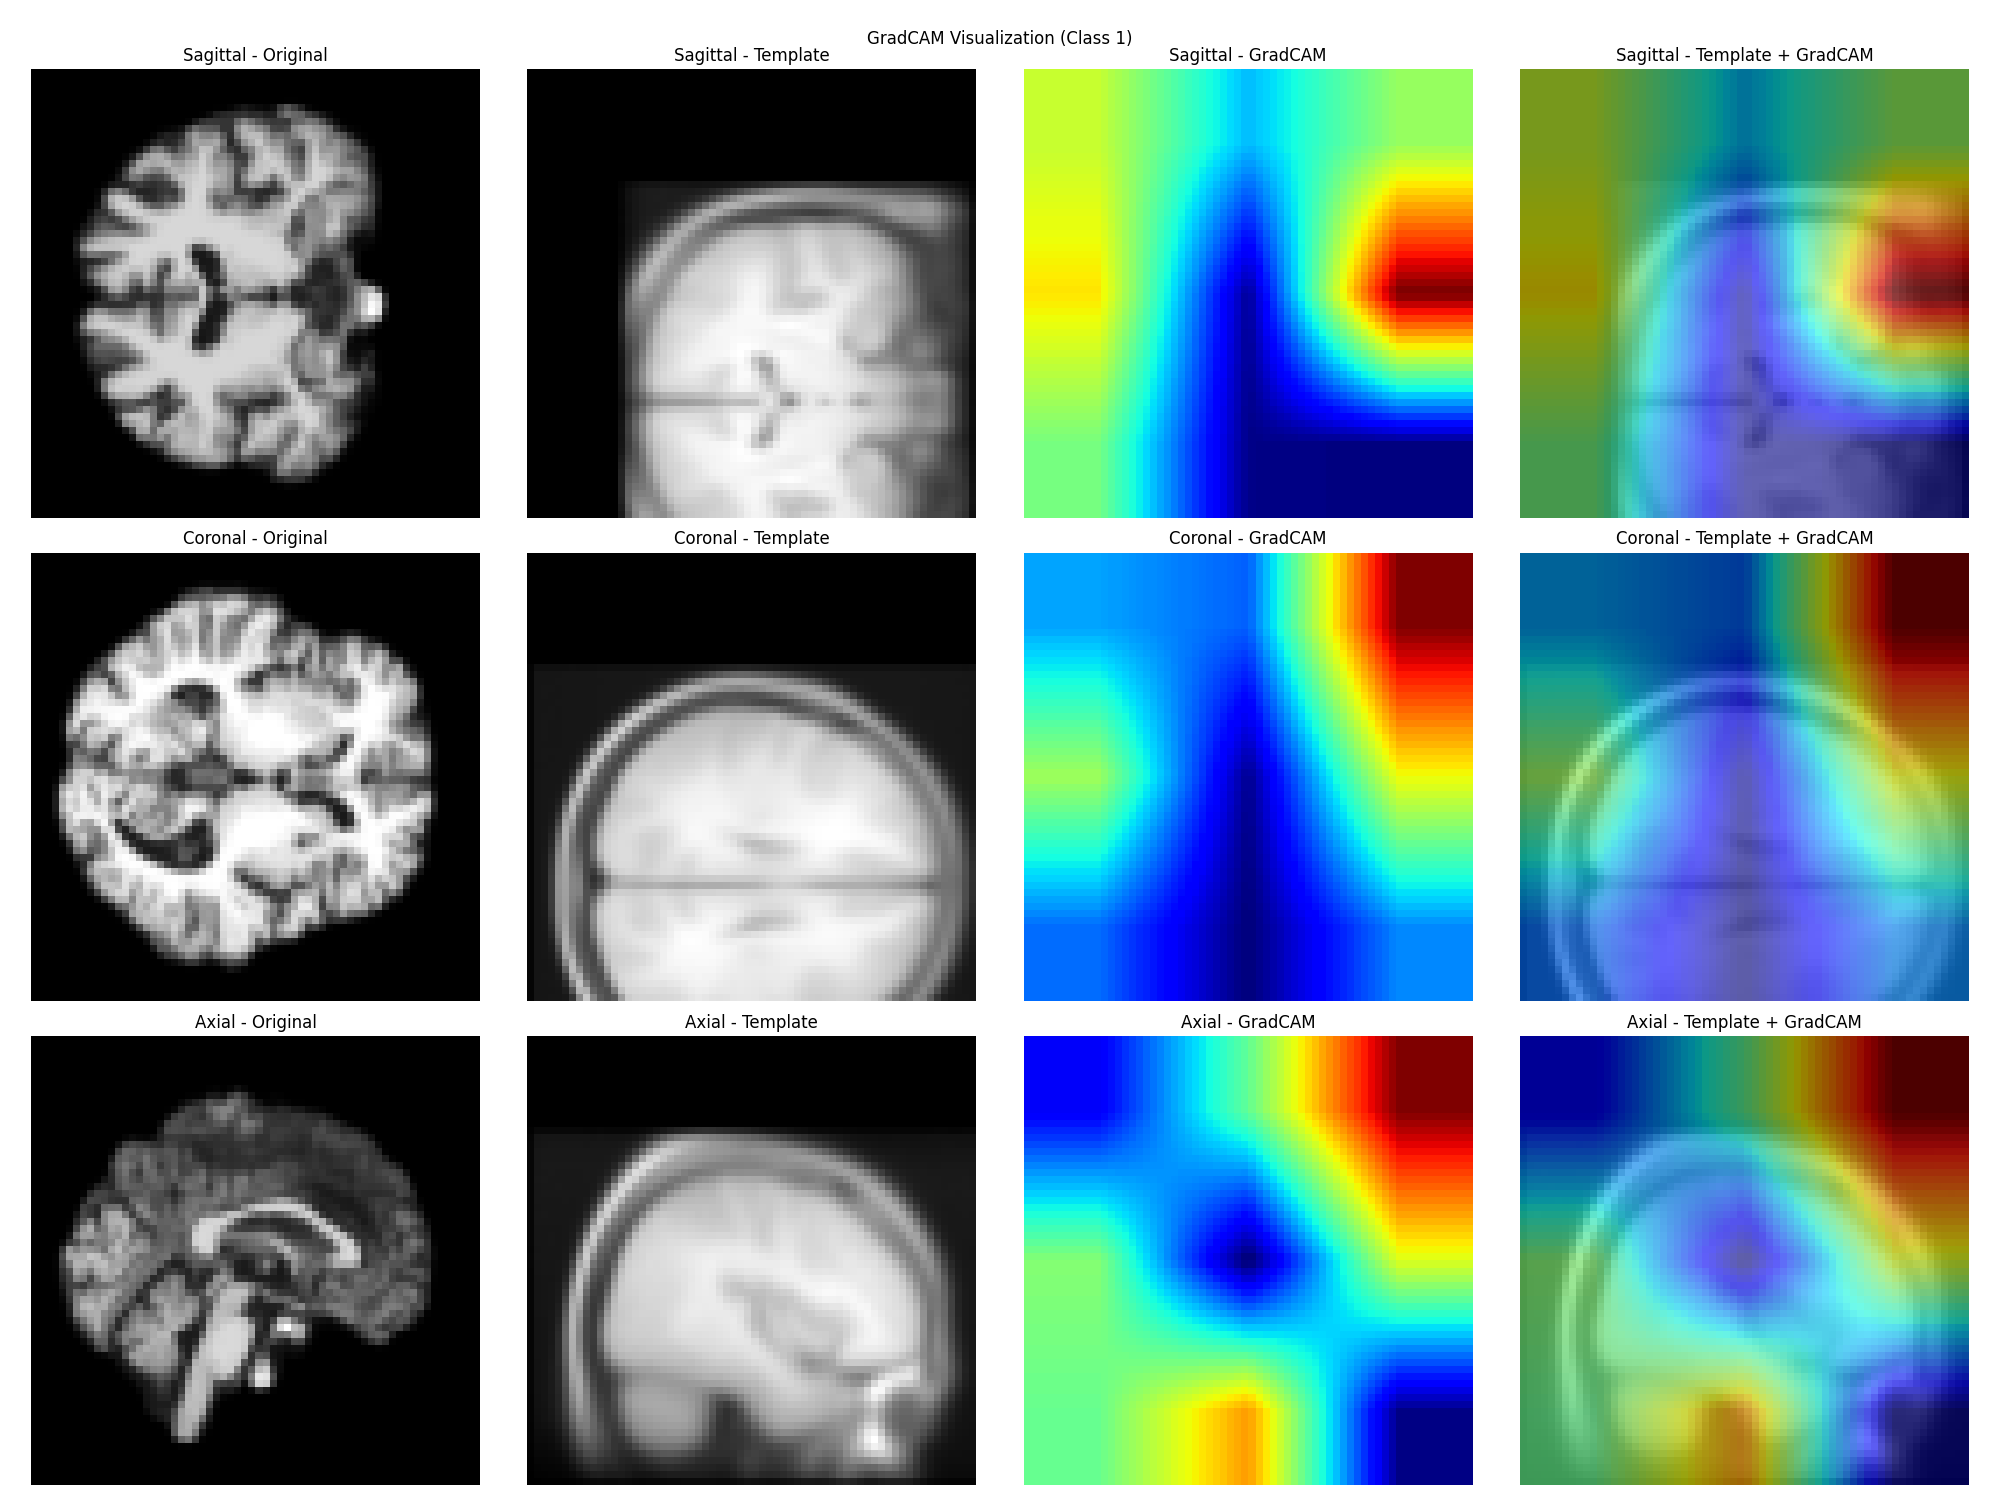 GradCAM Visualization (Class 1)
Sagittal - Original
Sagittal - Template
Sagittal - GradCAM
Sagittal - Template + GradCAM
Coronal - Original
Coronal - Template
Coronal - GradCAM
Coronal - Template + GradCAM
Axial - Original
Axial - Template
Axial - GradCAM
Axial - Template + GradCAM